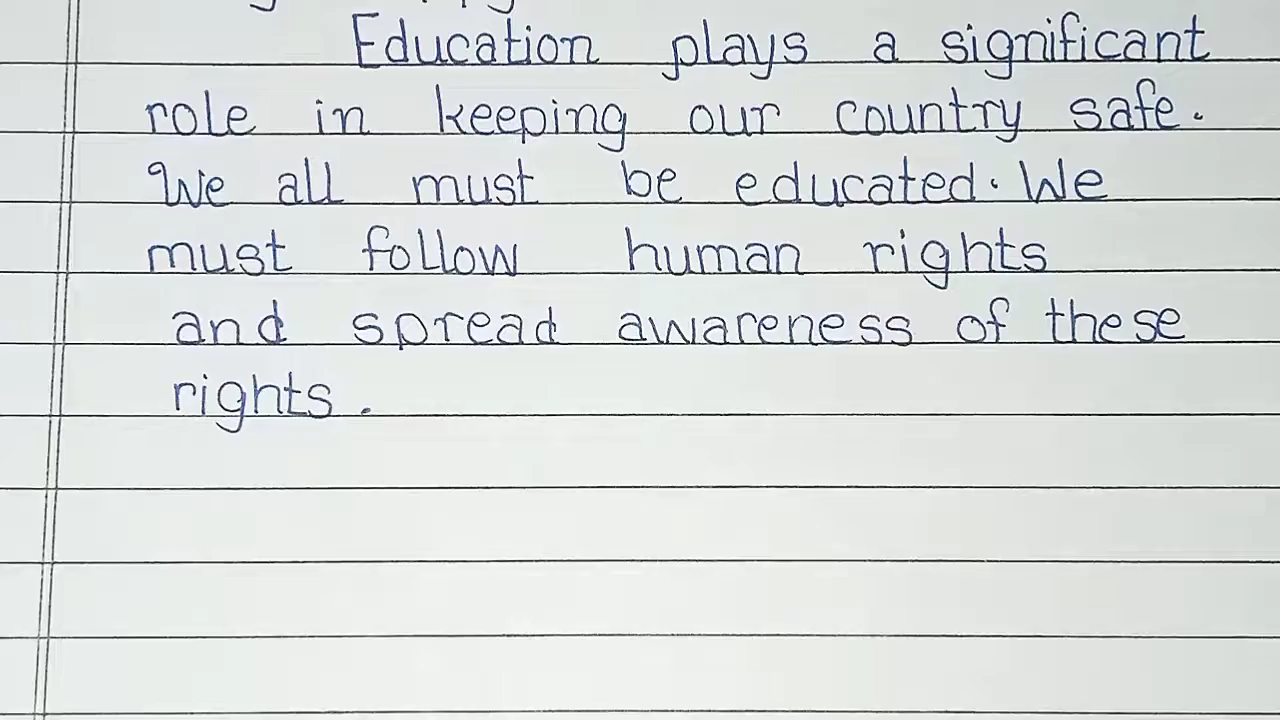 Education plays a significant
role in keeping our country safe.
We all must be educated. We
must follow human rights
and spread awareness of these
rights.